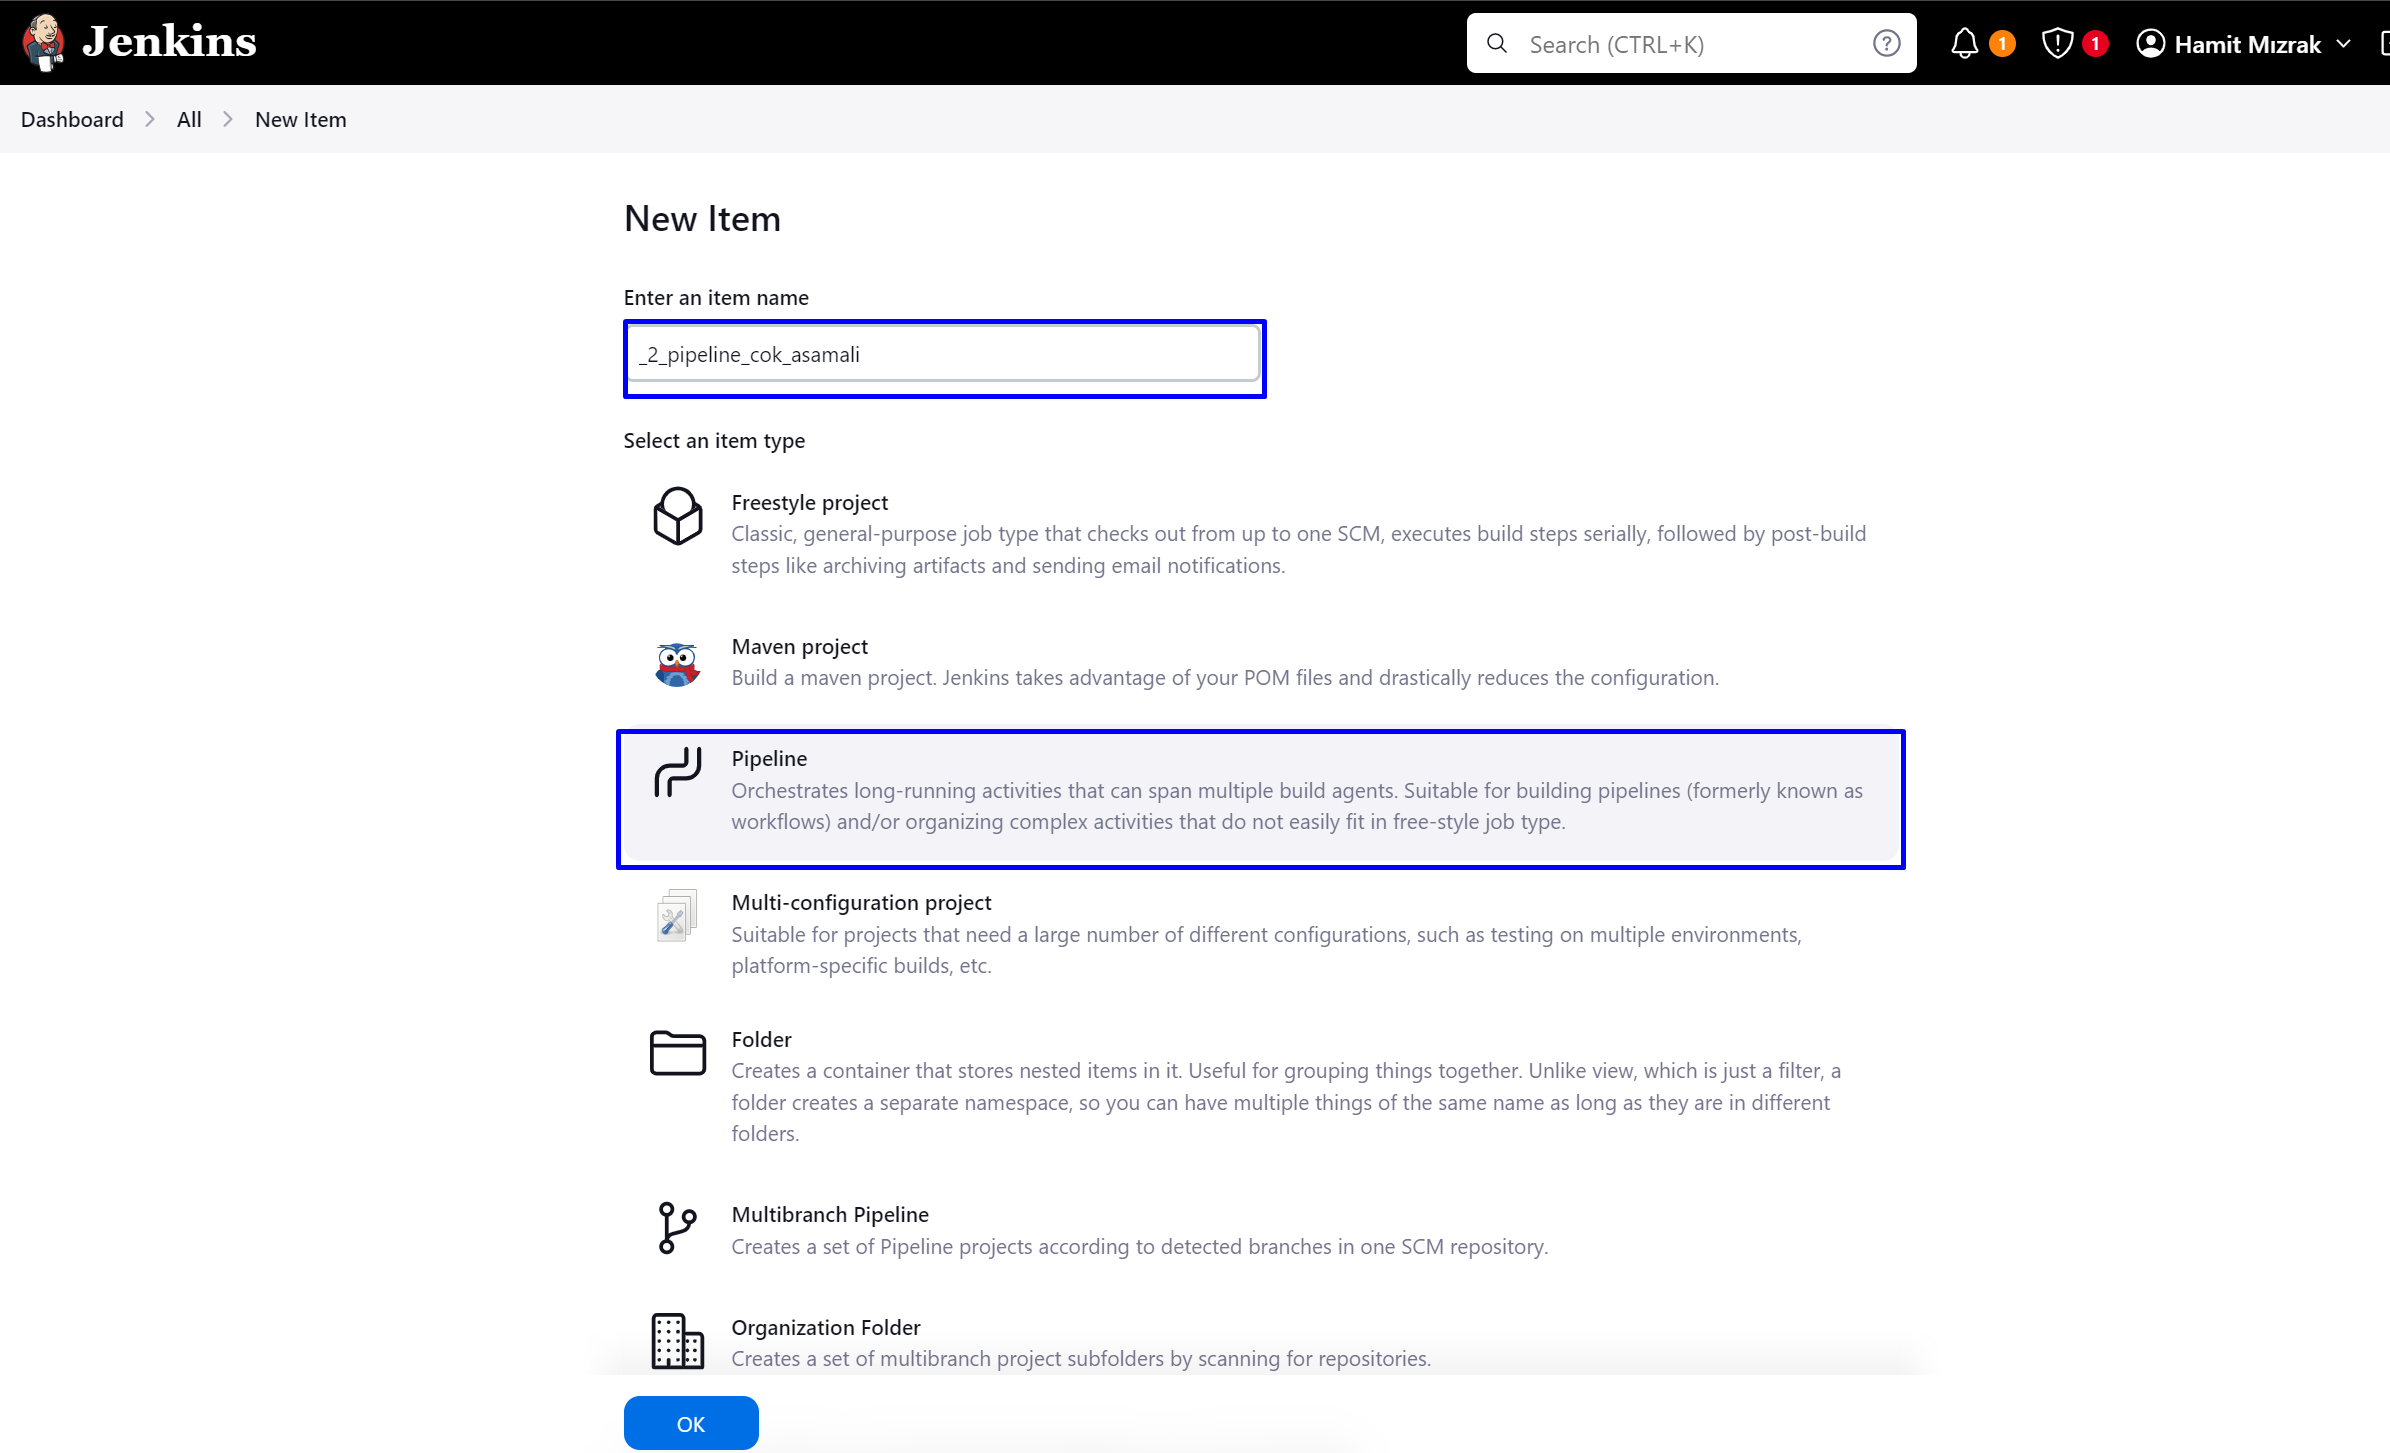 Jenkins
Search (CTRL+K)
1
1
Hamit Mızrak
Dashboard
All
New Item
New Item
Enter an item name
_2_pipeline_cok_asamali
Select an item type
Freestyle project
Classic, general-purpose job type that checks out from up to one SCM, executes build steps serially, followed by post-build
steps like archiving artifacts and sending email notifications.
Maven project
Build a maven project. Jenkins takes advantage of your POM files and drastically reduces the configuration.
Pipeline
Orchestrates long-running activities that can span multiple build agents. Suitable for building pipelines (formerly known as
workflows) and/or organizing complex activities that do not easily fit in free-style job type.
Multi-configuration project
Suitable for projects that need a large number of different configurations, such as testing on multiple environments,
platform-specific builds, etc.
Folder
Creates a container that stores nested items in it. Useful for grouping things together. Unlike view, which is just a filter, a
folder creates a separate namespace, so you can have multiple things of the same name as long as they are in different
folders.
Multibranch Pipeline
Creates a set of Pipeline projects according to detected branches in one SCM repository.
Organization Folder
Creates a set of multibranch project subfolders by scanning for repositories.
OK